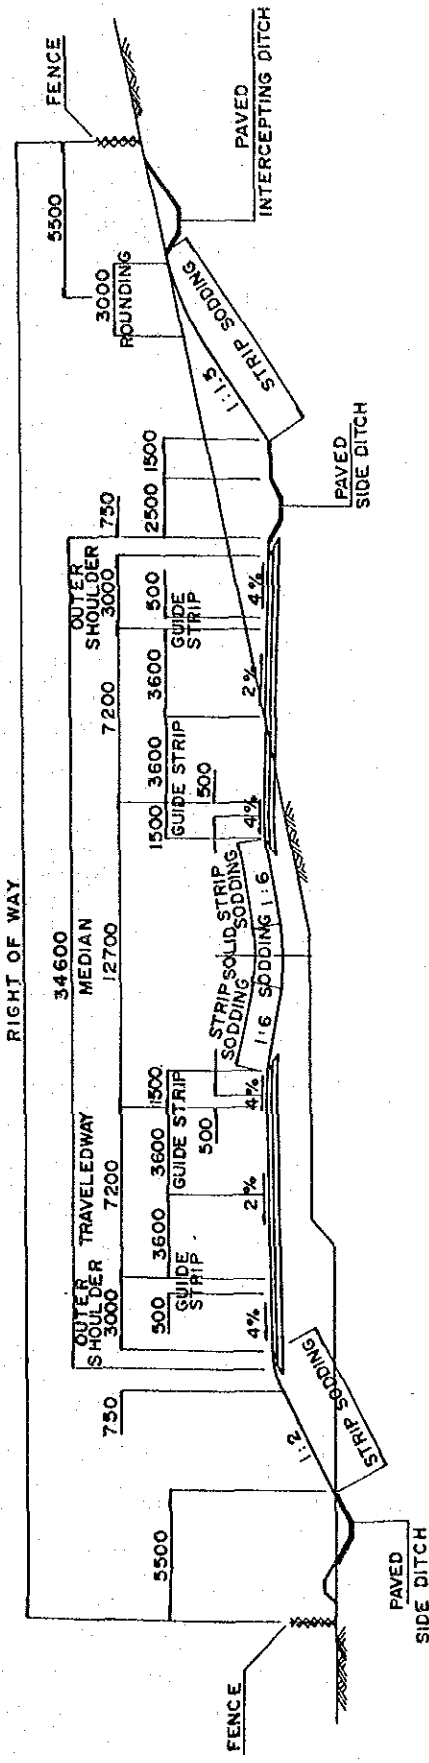 RIGHT OF WAY
34600
OUTER
SHOULDER
TRAVELEDWAY
MEDIAN
OUTER
SHOULDER
750
3000
7200
12700
7200
3000
750
5500
500
GUIDE
STRIP
3600
3600
1500
GUIDE STRIP
500
STRIP
SODDING
SOLID
SODDING
STRIP
SODDING
1500
3600
GUIDE STRIP
500
3600
500
GUIDE
STRIP
2500
1500
3000
ROUNDING
5500
FENCE
FENCE
4%
2%
4%
1:6
1:6
4%
2%
4%
1:2
STRIP SODDING
1:1.5
STRIP SODDING
PAVED
SIDE DITCH
PAVED
SIDE DITCH
PAVED
INTERCEPTING DITCH